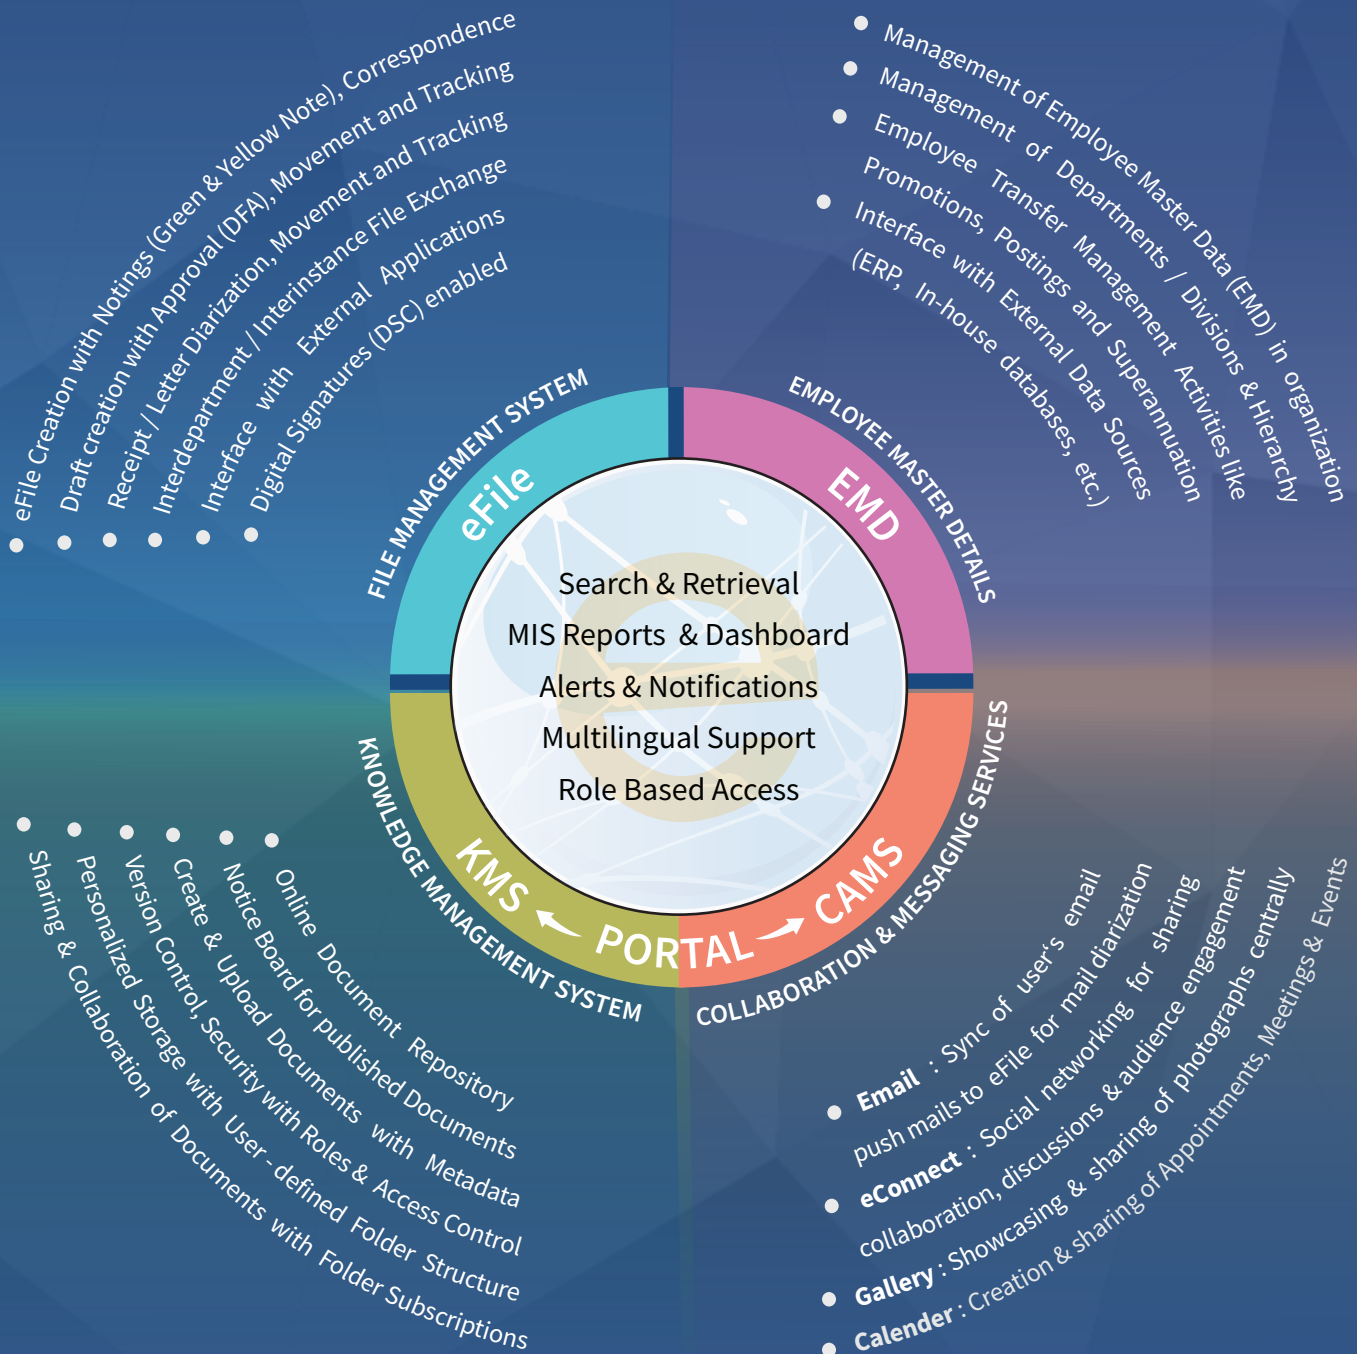 eFile Creation with Notings (Green & Yellow Note), Correspondence
Draft creation with Approval (DFA), Movement and Tracking
Receipt / Letter Diarization, Movement and Tracking
Interdepartment / Interinstance File Exchange
Interface with External Applications
Digital Signatures (DSC) enabled
Management of Employee Master Data (EMD) in organization
Management of Departments / Divisions & Hierarchy
Employee Transfer Management Activities like
Promotions, Postings and Superannuation
Interface with External Data Sources
(ERP, In-house databases, etc.)
FILE MANAGEMENT SYSTEM
eFile
EMPLOYEE MASTER DETAILS
EMD
Search & Retrieval
MIS Reports & Dashboard
Alerts & Notifications
Multilingual Support
Role Based Access
KMS
PORTAL
CAMS
KNOWLEDGE MANAGEMENT SYSTEM
COLLABORATION & MESSAGING SERVICES
Online Document Repository
Notice Board for published Documents
Create & Upload Documents with Metadata
Version Control, Security with Roles & Access Control
Personalized Storage with User - defined Folder Structure
Sharing & Collaboration of Documents with Folder Subscriptions
Email : Sync of user‘s email
push mails to eFile for mail diarization
eConnect : Social networking for sharing
collaboration, discussions & audience engagement
Gallery : Showcasing & sharing of photographs centrally
Calender : Creation & sharing of Appointments, Meetings & Events